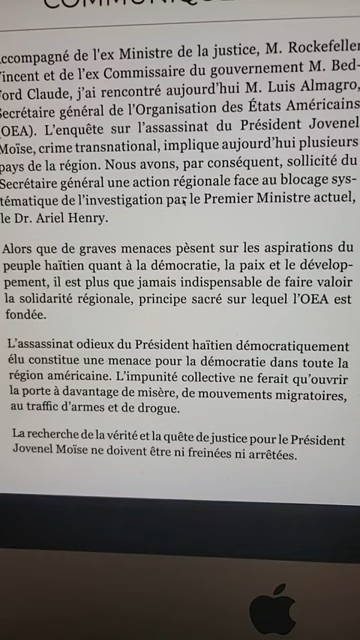 COMMUNIQU
ccompagné de l'ex Ministre de la justice, M. Rockefeller
incent et de l'ex Commissaire du gouvernement M. Bed-
ord Claude, j'ai rencontré aujourd'hui M. Luis Almagro,
Secrétaire général de l'Organisation des États Américains
(OEA). L'enquête sur l'assassinat du Président Jovenel
Moïse, crime transnational, implique aujourd'hui plusieurs
pays de la région. Nous avons, par conséquent, sollicité du
Secrétaire général une action régionale face au blocage sys-
tématique de l'investigation par le Premier Ministre actuel,
le Dr. Ariel Henry.
Alors que de graves menaces pèsent sur les aspirations du
peuple haïtien quant à la démocratie, la paix et le dévelop-
pement, il est plus que jamais indispensable de faire valoir
la solidarité régionale, principe sacré sur lequel l'OEA est
fondée.
L'assassinat odieux du Président haïtien démocratiquement
élu constitue une menace pour la démocratie dans toute la
région américaine. L'impunité collective ne ferait qu'ouvrir
la porte à davantage de misère, de mouvements migratoires,
au traffic d'armes et de drogue.
La recherche de la vérité et la quête de justice pour le Président
Jovenel Moïse ne doivent être ni freinées ni arrêtées.